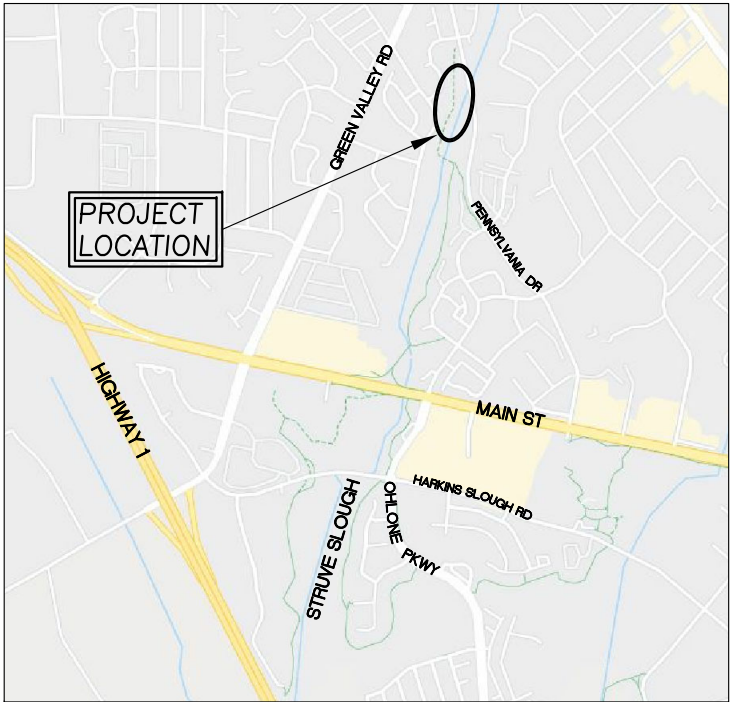 GREEN VALLEY RD
PROJECT
LOCATION
PENNSYLVANIA DR
HIGHWAY 1
MAIN ST
HARKINS SLOUGH RD
STRUVE SLOUGH
OHLONE PKWY